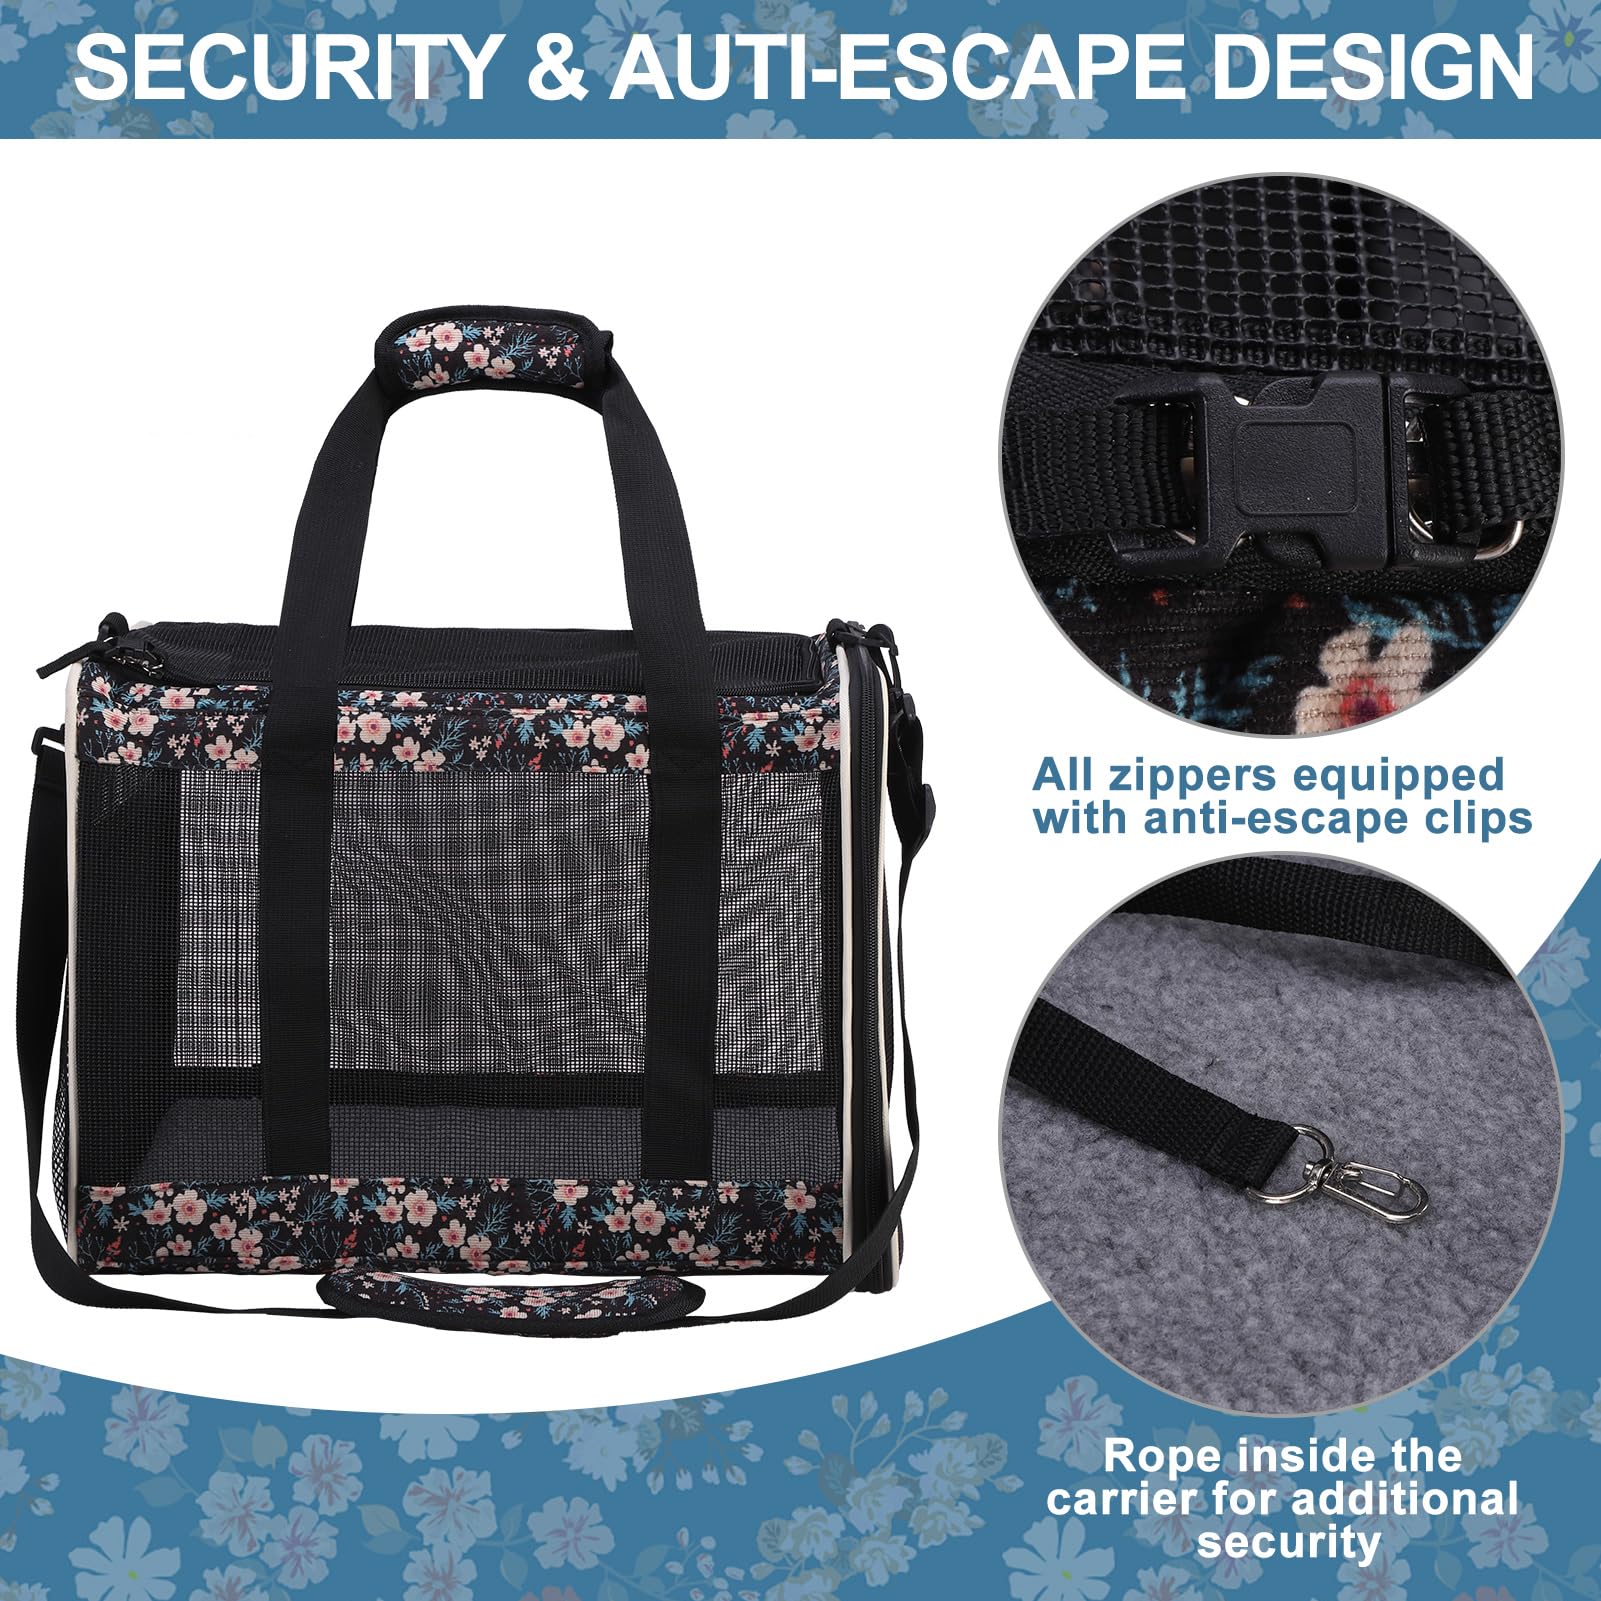 SECURITY & AUTI-ESCAPE DESIGN
All zippers equipped
with anti-escape clips
Rope inside the
carrier for additional
security